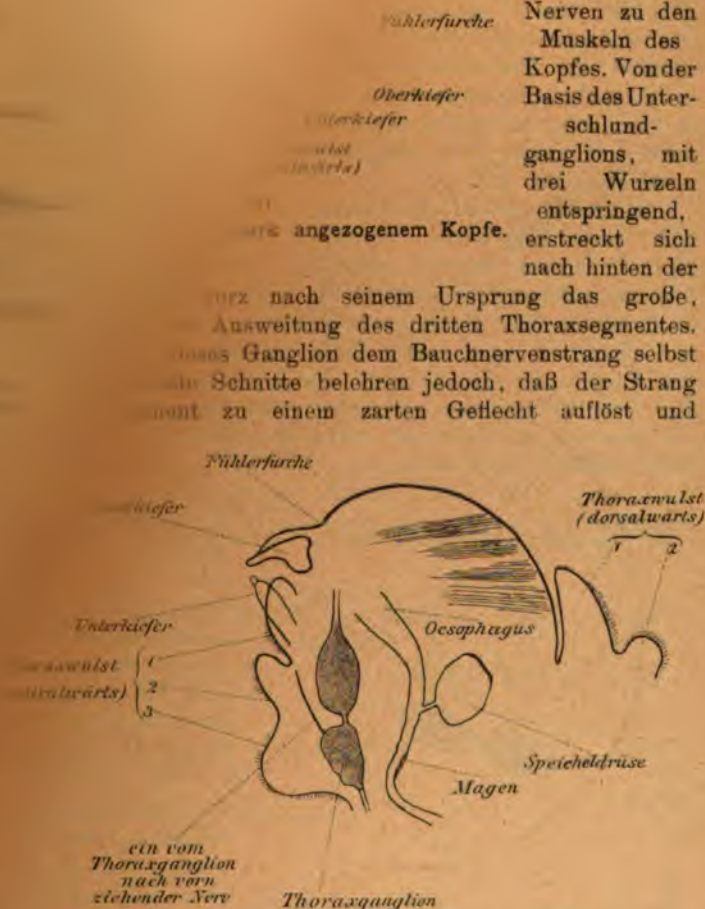 Fühlerfurche
Nerven zu den
Muskeln des
Kopfes. Von der
Oberkiefer
Basis des Unter-
Unterkiefer
schlund-
ganglions, mit
drei Wurzeln
entspringend,
angezogenem Kopfe.
erstreckt sich
nach hinten der
kurz nach seinem Ursprung das große,
Ausweitung des dritten Thoraxsegmentes.
dieses Ganglion dem Bauchnervenstrang selbst
Schnitte belehren jedoch, daß der Strang
zu einem zarten Geflecht auflöst und
Fühlerfurche
Thoraxwulst
(dorsalwärts)
1 2
Unterkiefer
Oesophagus
1
2
3
Speicheldrüse
Magen
ein vom
Thoraxganglion
nach vorn
ziehender Nerv
Thoraxganglion